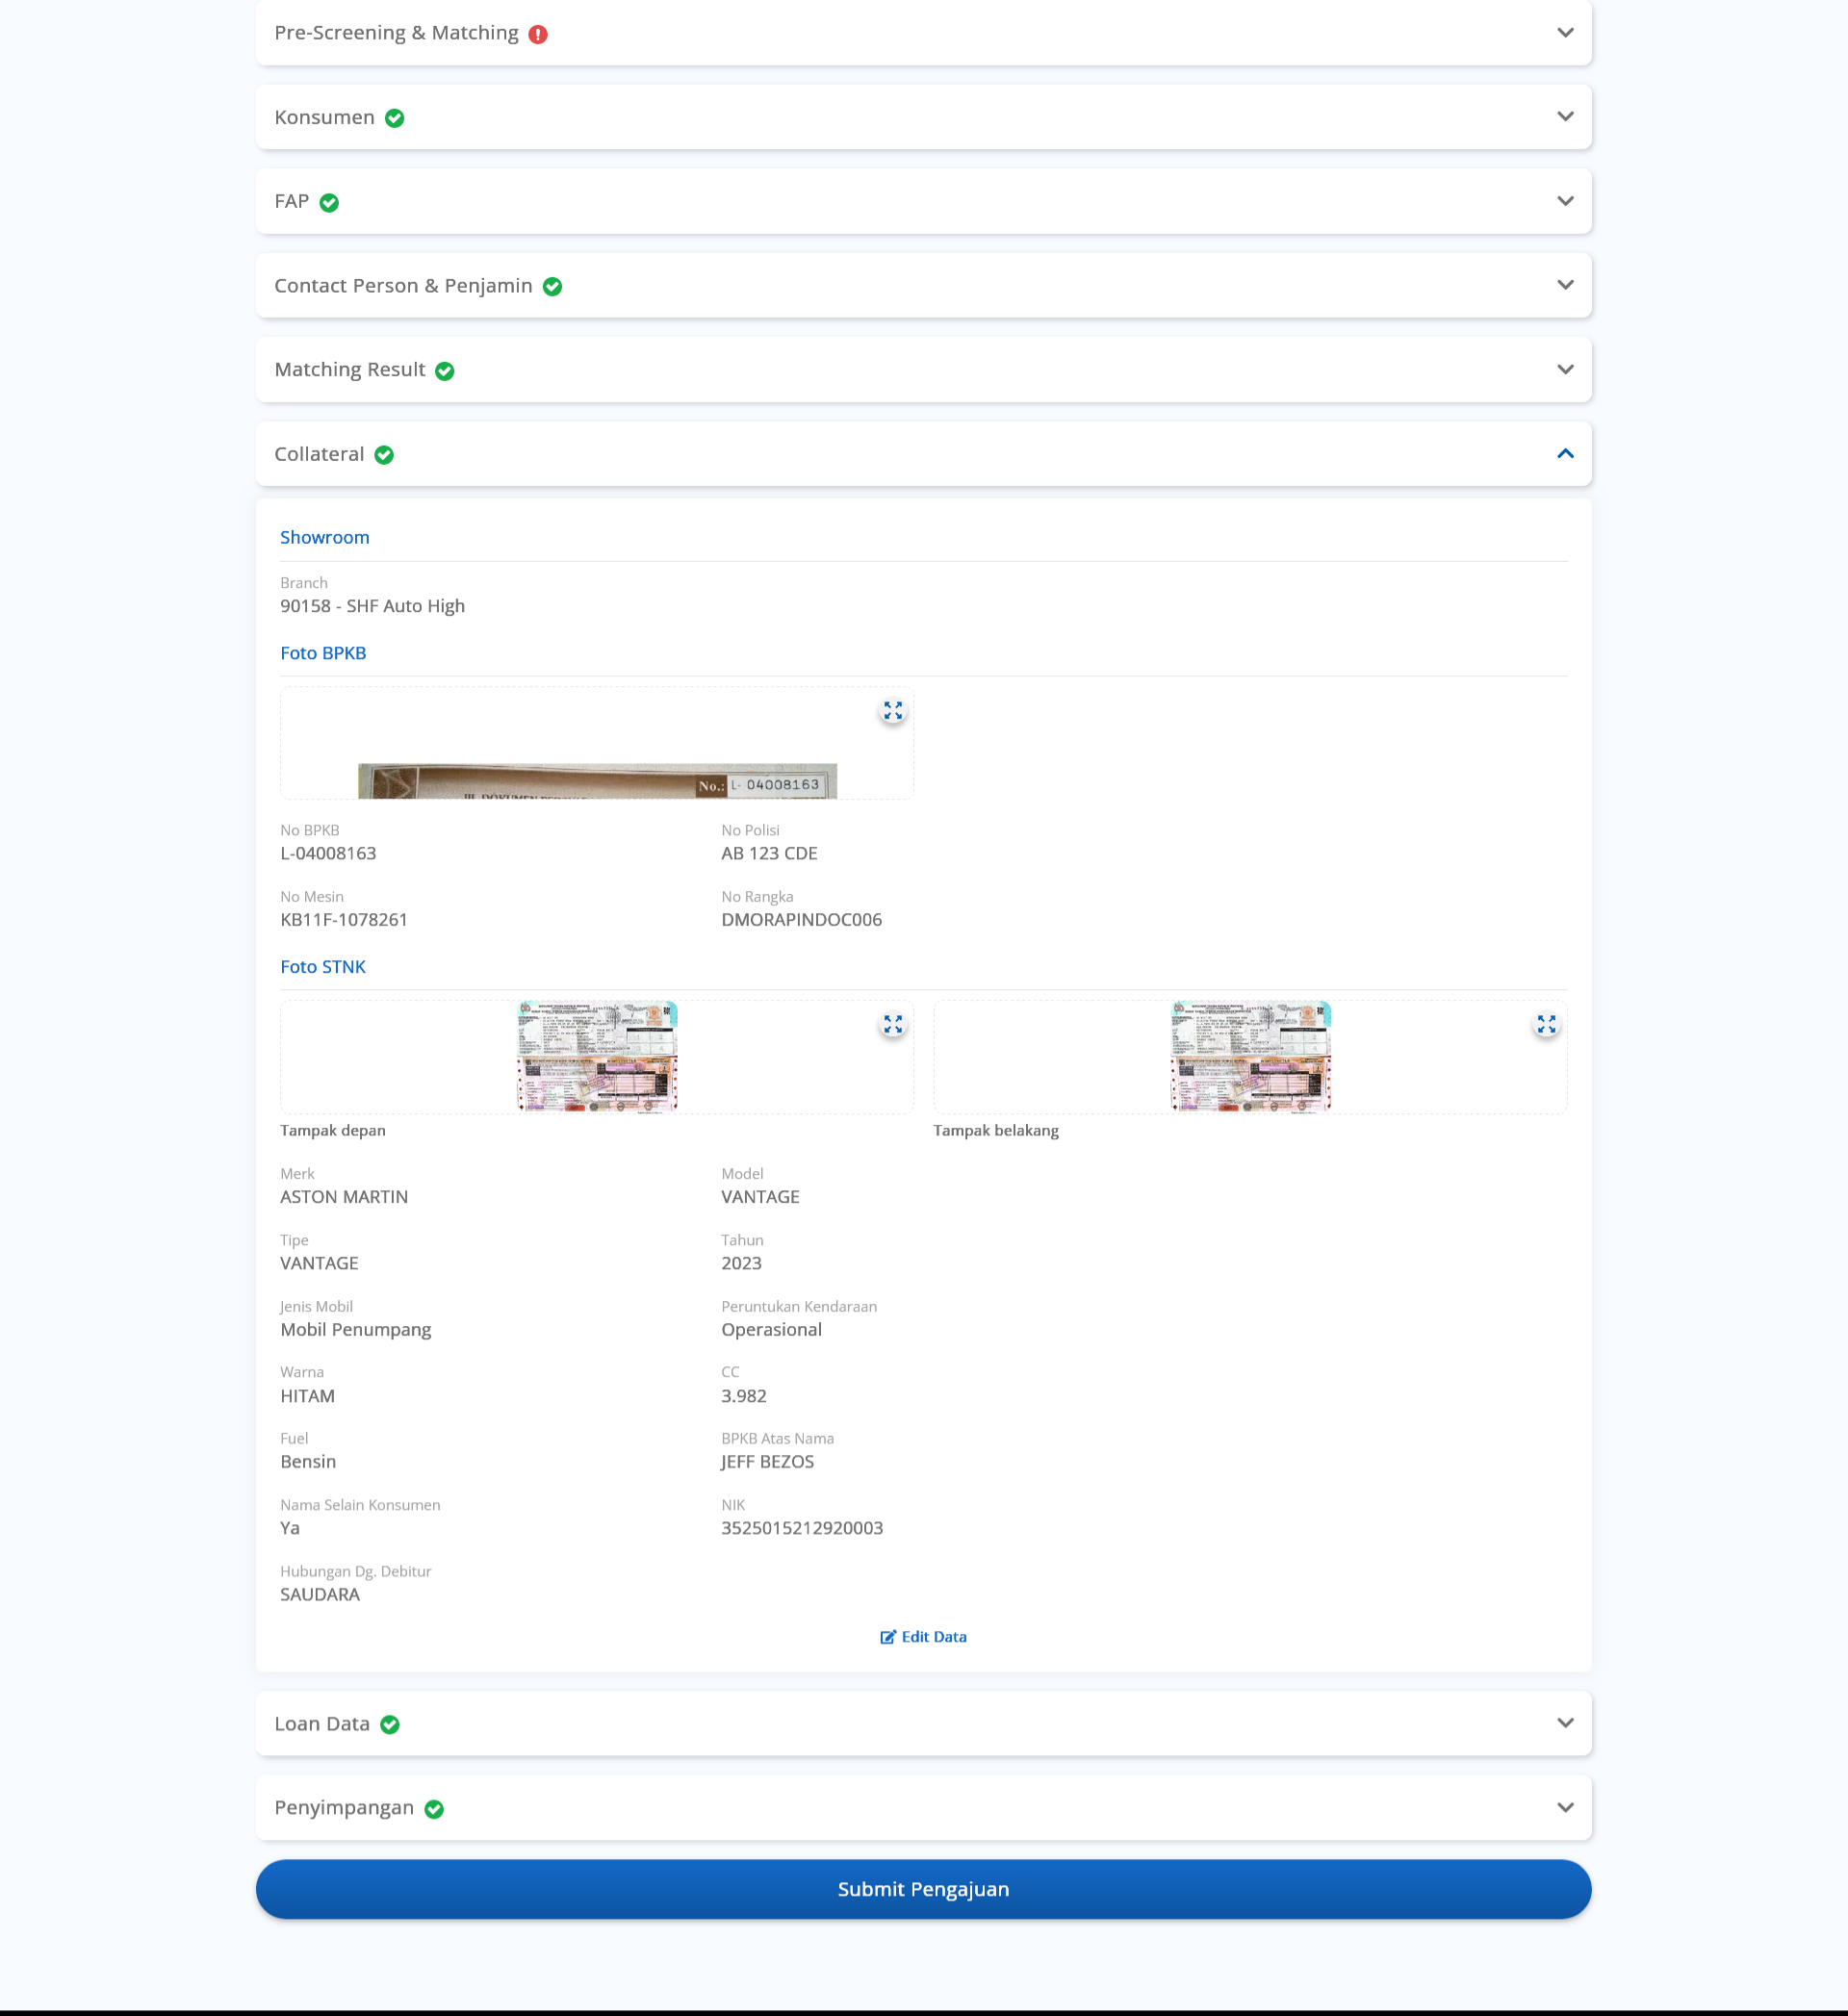 Pre-Screening & Matching
Konsumen
FAP
Contact Person & Penjamin
Matching Result
Collateral
Showroom
Branch
90158 - SHF Auto High
Foto BPKB
No.: L- 04008163
No BPKB
L-04008163
No Polisi
AB 123 CDE
No Mesin
KB11F-1078261
No Rangka
DMORAPINDOC006
Foto STNK
Tampak depan
Tampak belakang
Merk
ASTON MARTIN
Model
VANTAGE
Tipe
VANTAGE
Tahun
2023
Jenis Mobil
Mobil Penumpang
Peruntukan Kendaraan
Operasional
Warna
HITAM
CC
3.982
Fuel
Bensin
BPKB Atas Nama
JEFF BEZOS
Nama Selain Konsumen
Ya
NIK
3525015212920003
Hubungan Dg. Debitur
SAUDARA
Edit Data
Loan Data
Penyimpangan
Submit Pengajuan